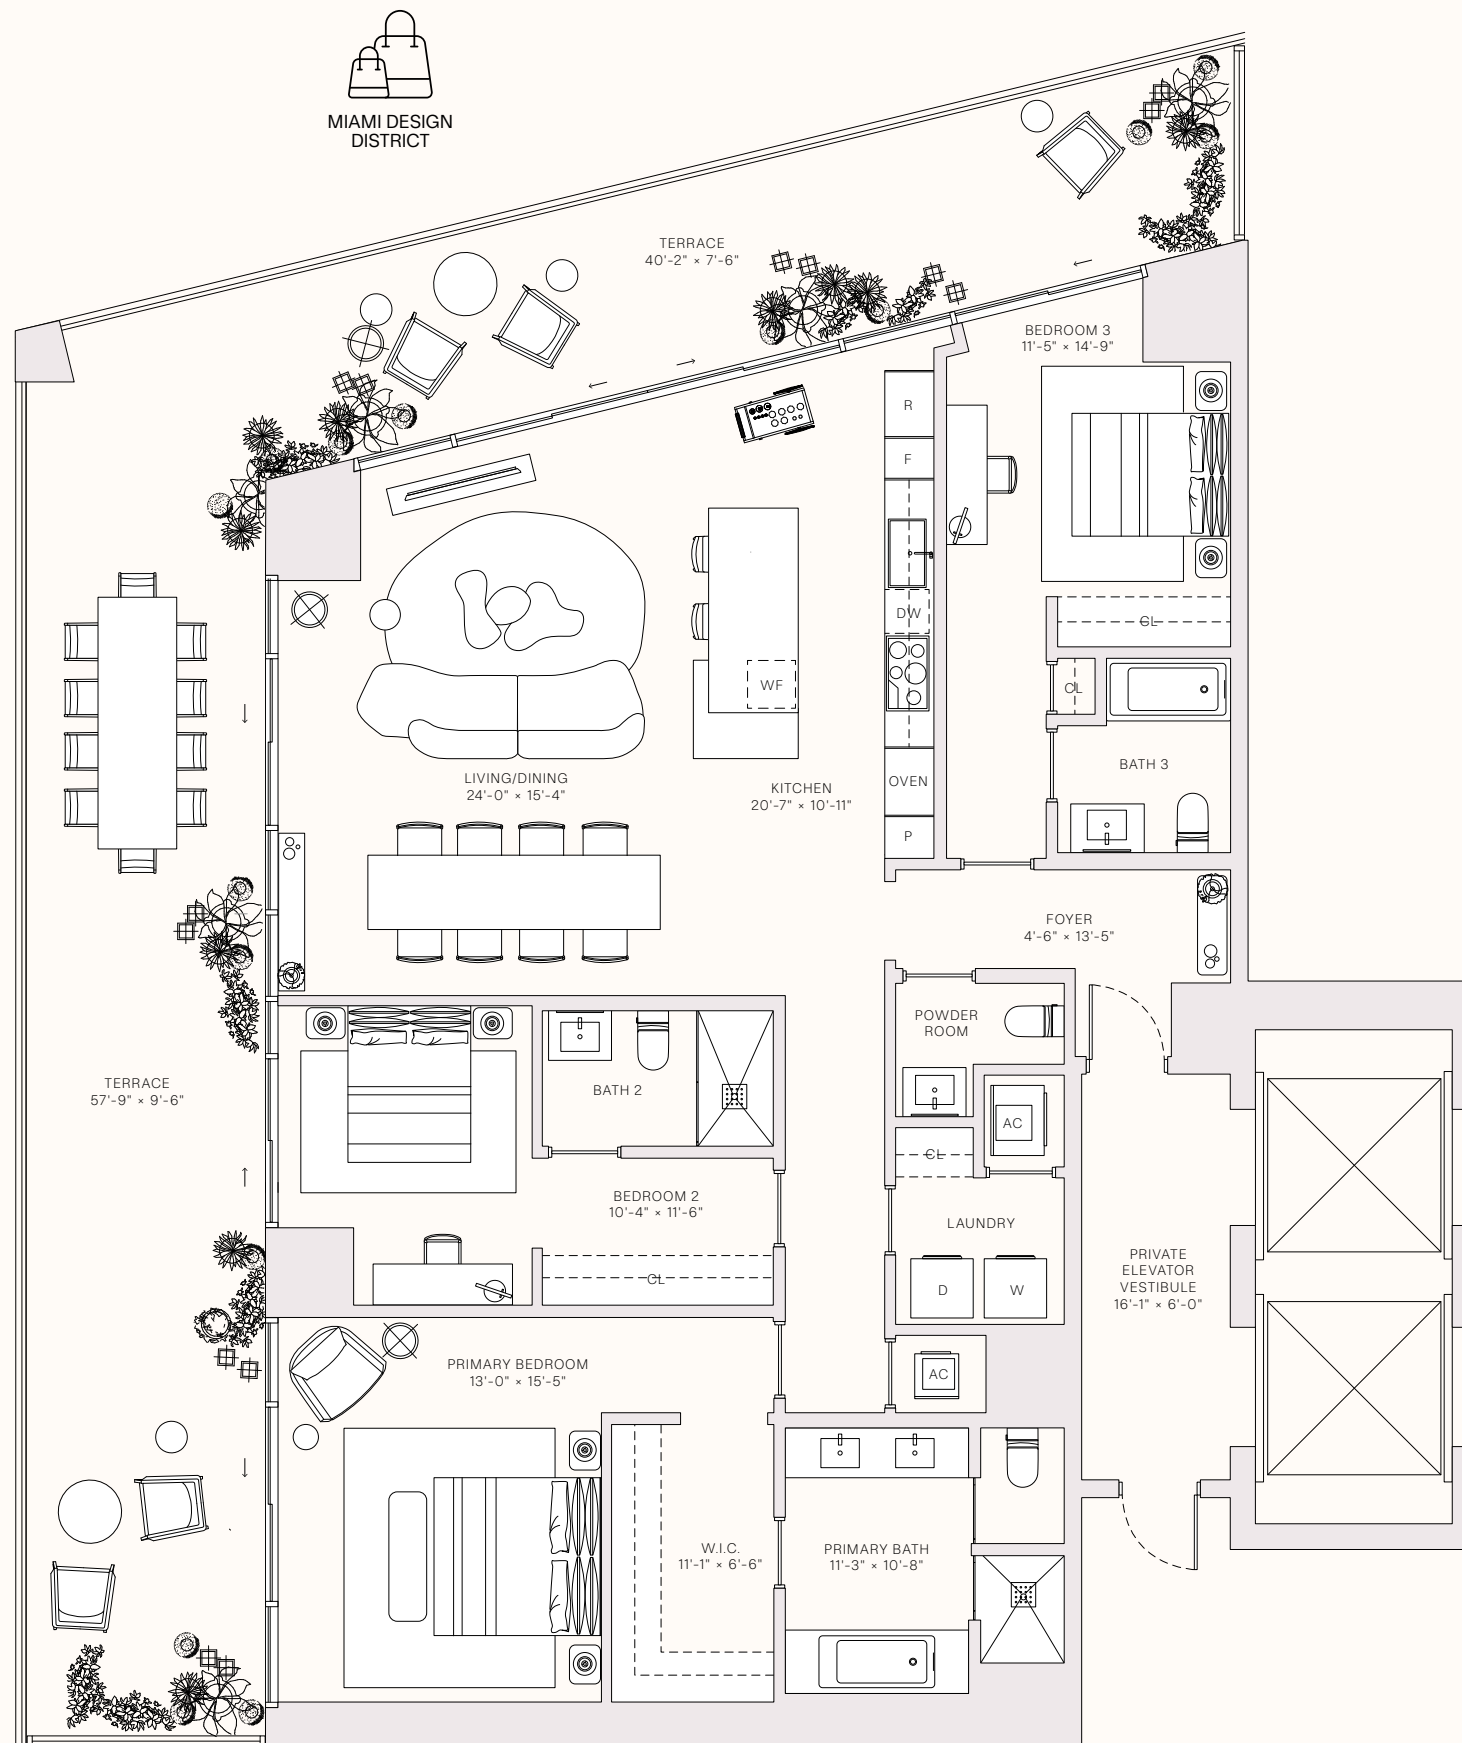 MIAMI DESIGN
DISTRICT
TERRACE
40'-2" × 7'-6"
BEDROOM 3
11'-5" × 14'-9"
R
F
CL
DW
WF
CL
LIVING/DINING
24'-0" × 15'-4"
KITCHEN
20'-7" × 10'-11"
OVEN
BATH 3
P
FOYER
4'-6" × 13'-5"
POWDER
ROOM
TERRACE
57'-9" × 9'-6"
BATH 2
AC
CL
BEDROOM 2
10'-4" × 11'-6"
LAUNDRY
CL
D
W
PRIVATE
ELEVATOR
VESTIBULE
16'-1" × 6'-0"
PRIMARY BEDROOM
13'-0" × 15'-5"
AC
W.I.C.
11'-1" × 6'-6"
PRIMARY BATH
11'-3" × 10'-8"